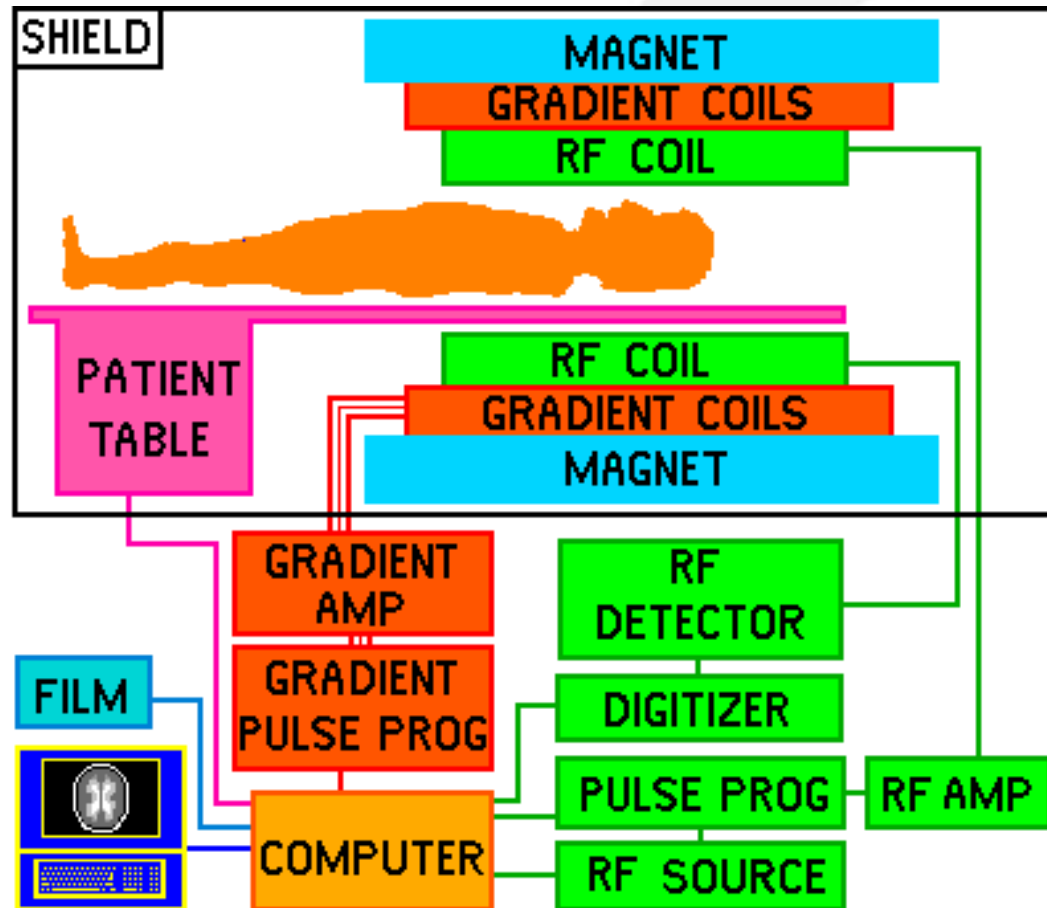 SHIELD
MAGNET
GRADIENT COILS
RF COIL
RF COIL
GRADIENT COILS
MAGNET
PATIENT
TABLE
GRADIENT
AMP
RF
DETECTOR
GRADIENT
PULSE PROG
FILM
DIGITIZER
PULSE PROG
RF AMP
COMPUTER
RF SOURCE